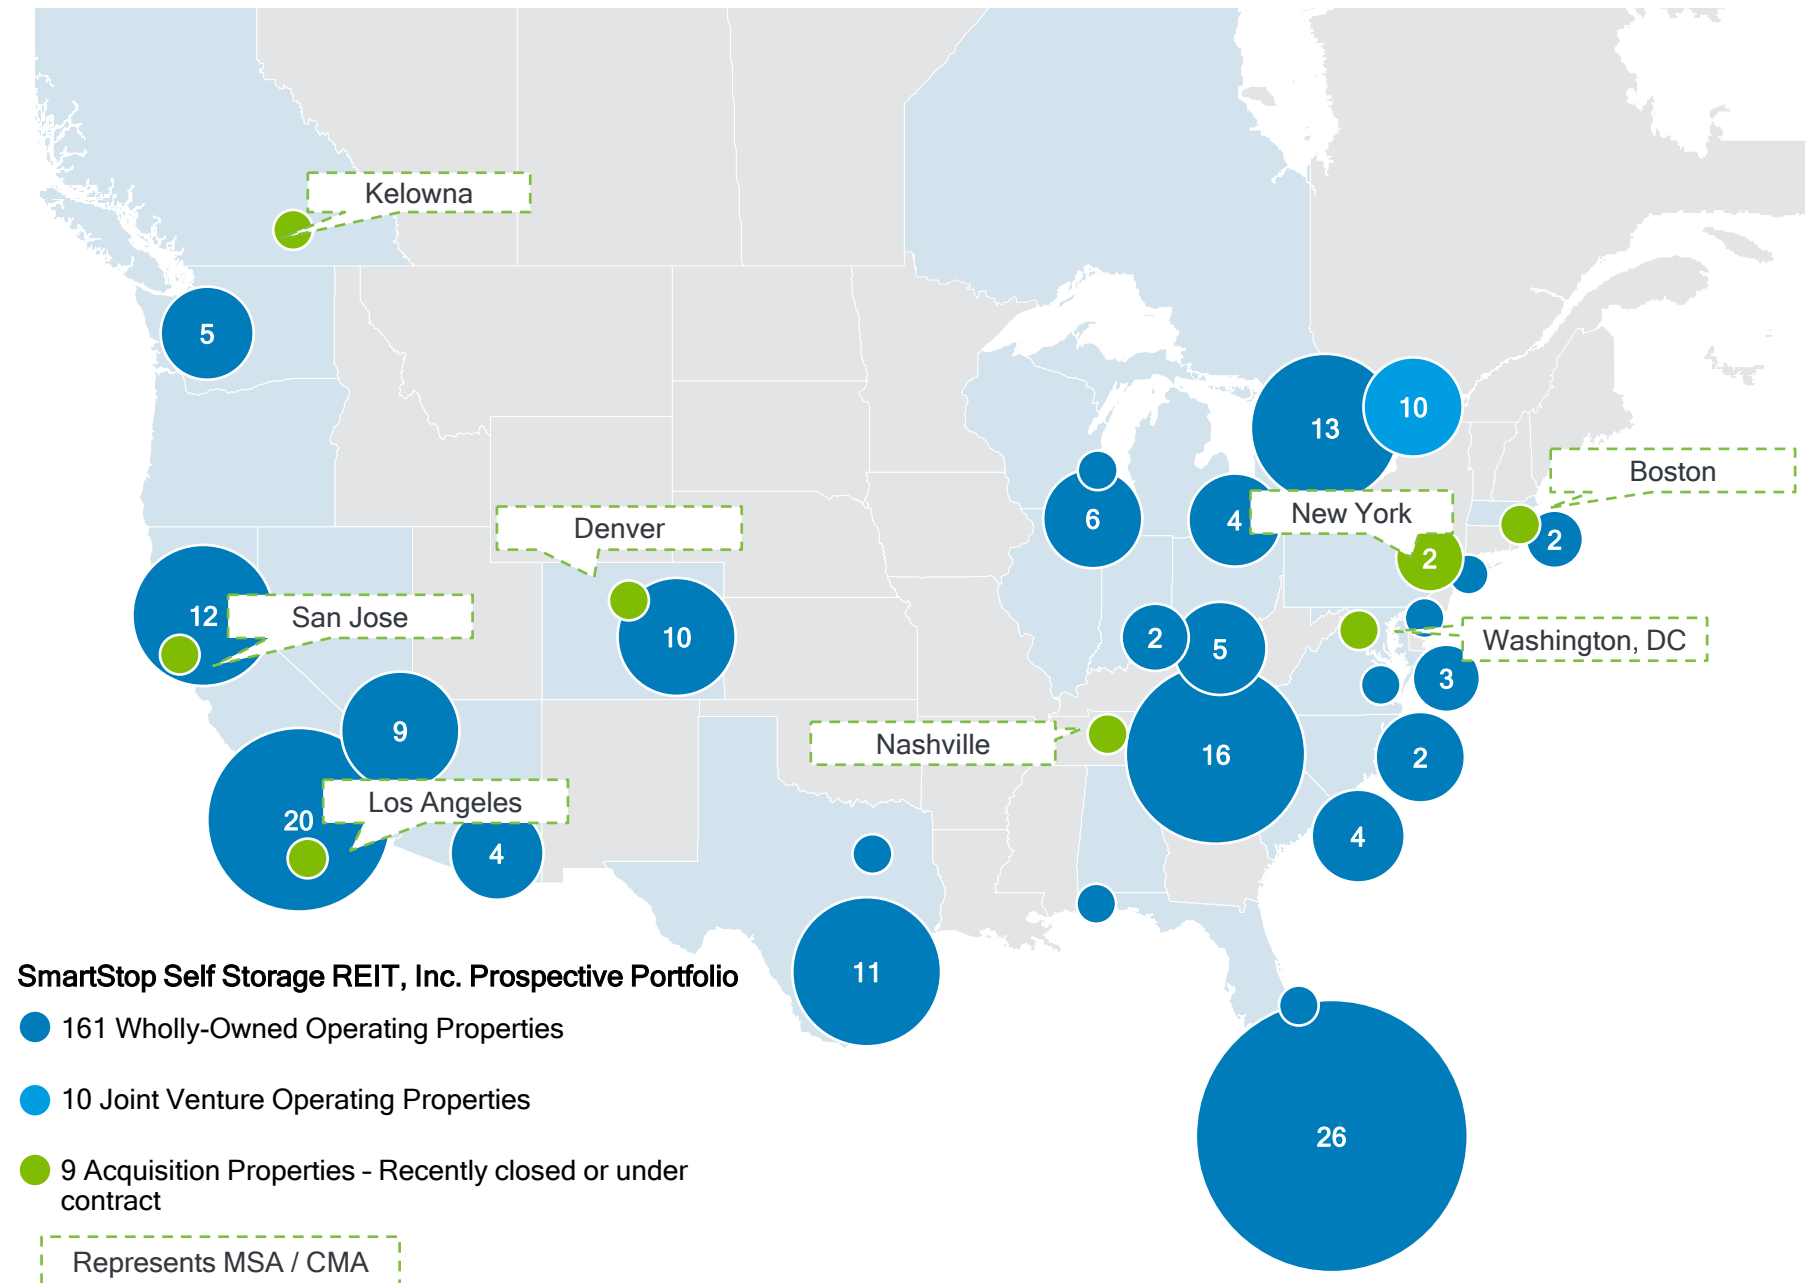 Kelowna
5
13
10
Boston
Denver
6
4
New York
2
2
12
San Jose
10
2
5
Washington, DC
3
9
Nashville
16
2
Los Angeles
20
4
4
11
SmartStop Self Storage REIT, Inc. Prospective Portfolio
161 Wholly-Owned Operating Properties
10 Joint Venture Operating Properties
26
9 Acquisition Properties - Recently closed or under
contract
Represents MSA / CMA